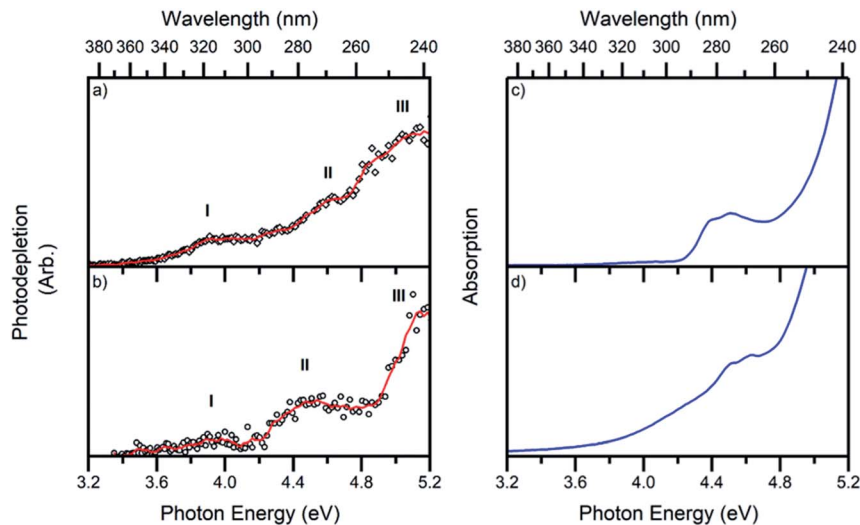 Wavelength (nm)
Wavelength (nm)
380 360 340 320 300 280 260 240
380 360 340 320 300 280 260 240
a)
III
II
I
c)
Photodepletion
(Arb.)
Absorption
b)
III
II
I
d)
3.2 3.6 4.0 4.4 4.8 5.2
3.2 3.6 4.0 4.4 4.8 5.2
Photon Energy (eV)
Photon Energy (eV)